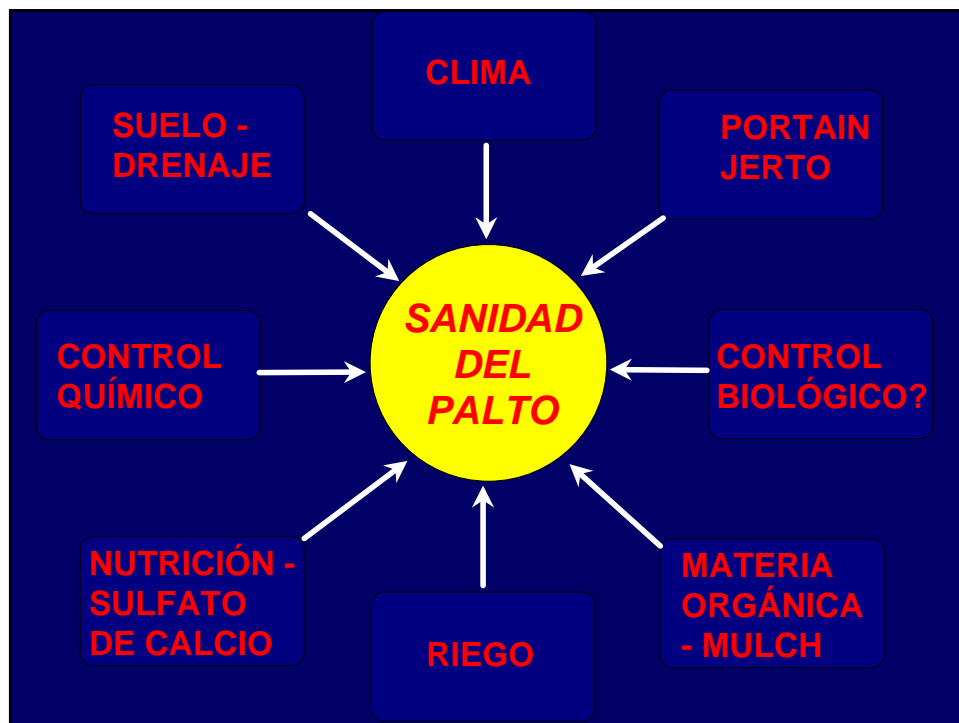 CLIMA
SUELO -
DRENAJE
PORTAIN
JERTO
SANIDAD
DEL
PALTO
CONTROL
QUÍMICO
CONTROL
BIOLÓGICO?
NUTRICIÓN -
SULFATO
DE CALCIO
RIEGO
MATERIA
ORGÁNICA
- MULCH